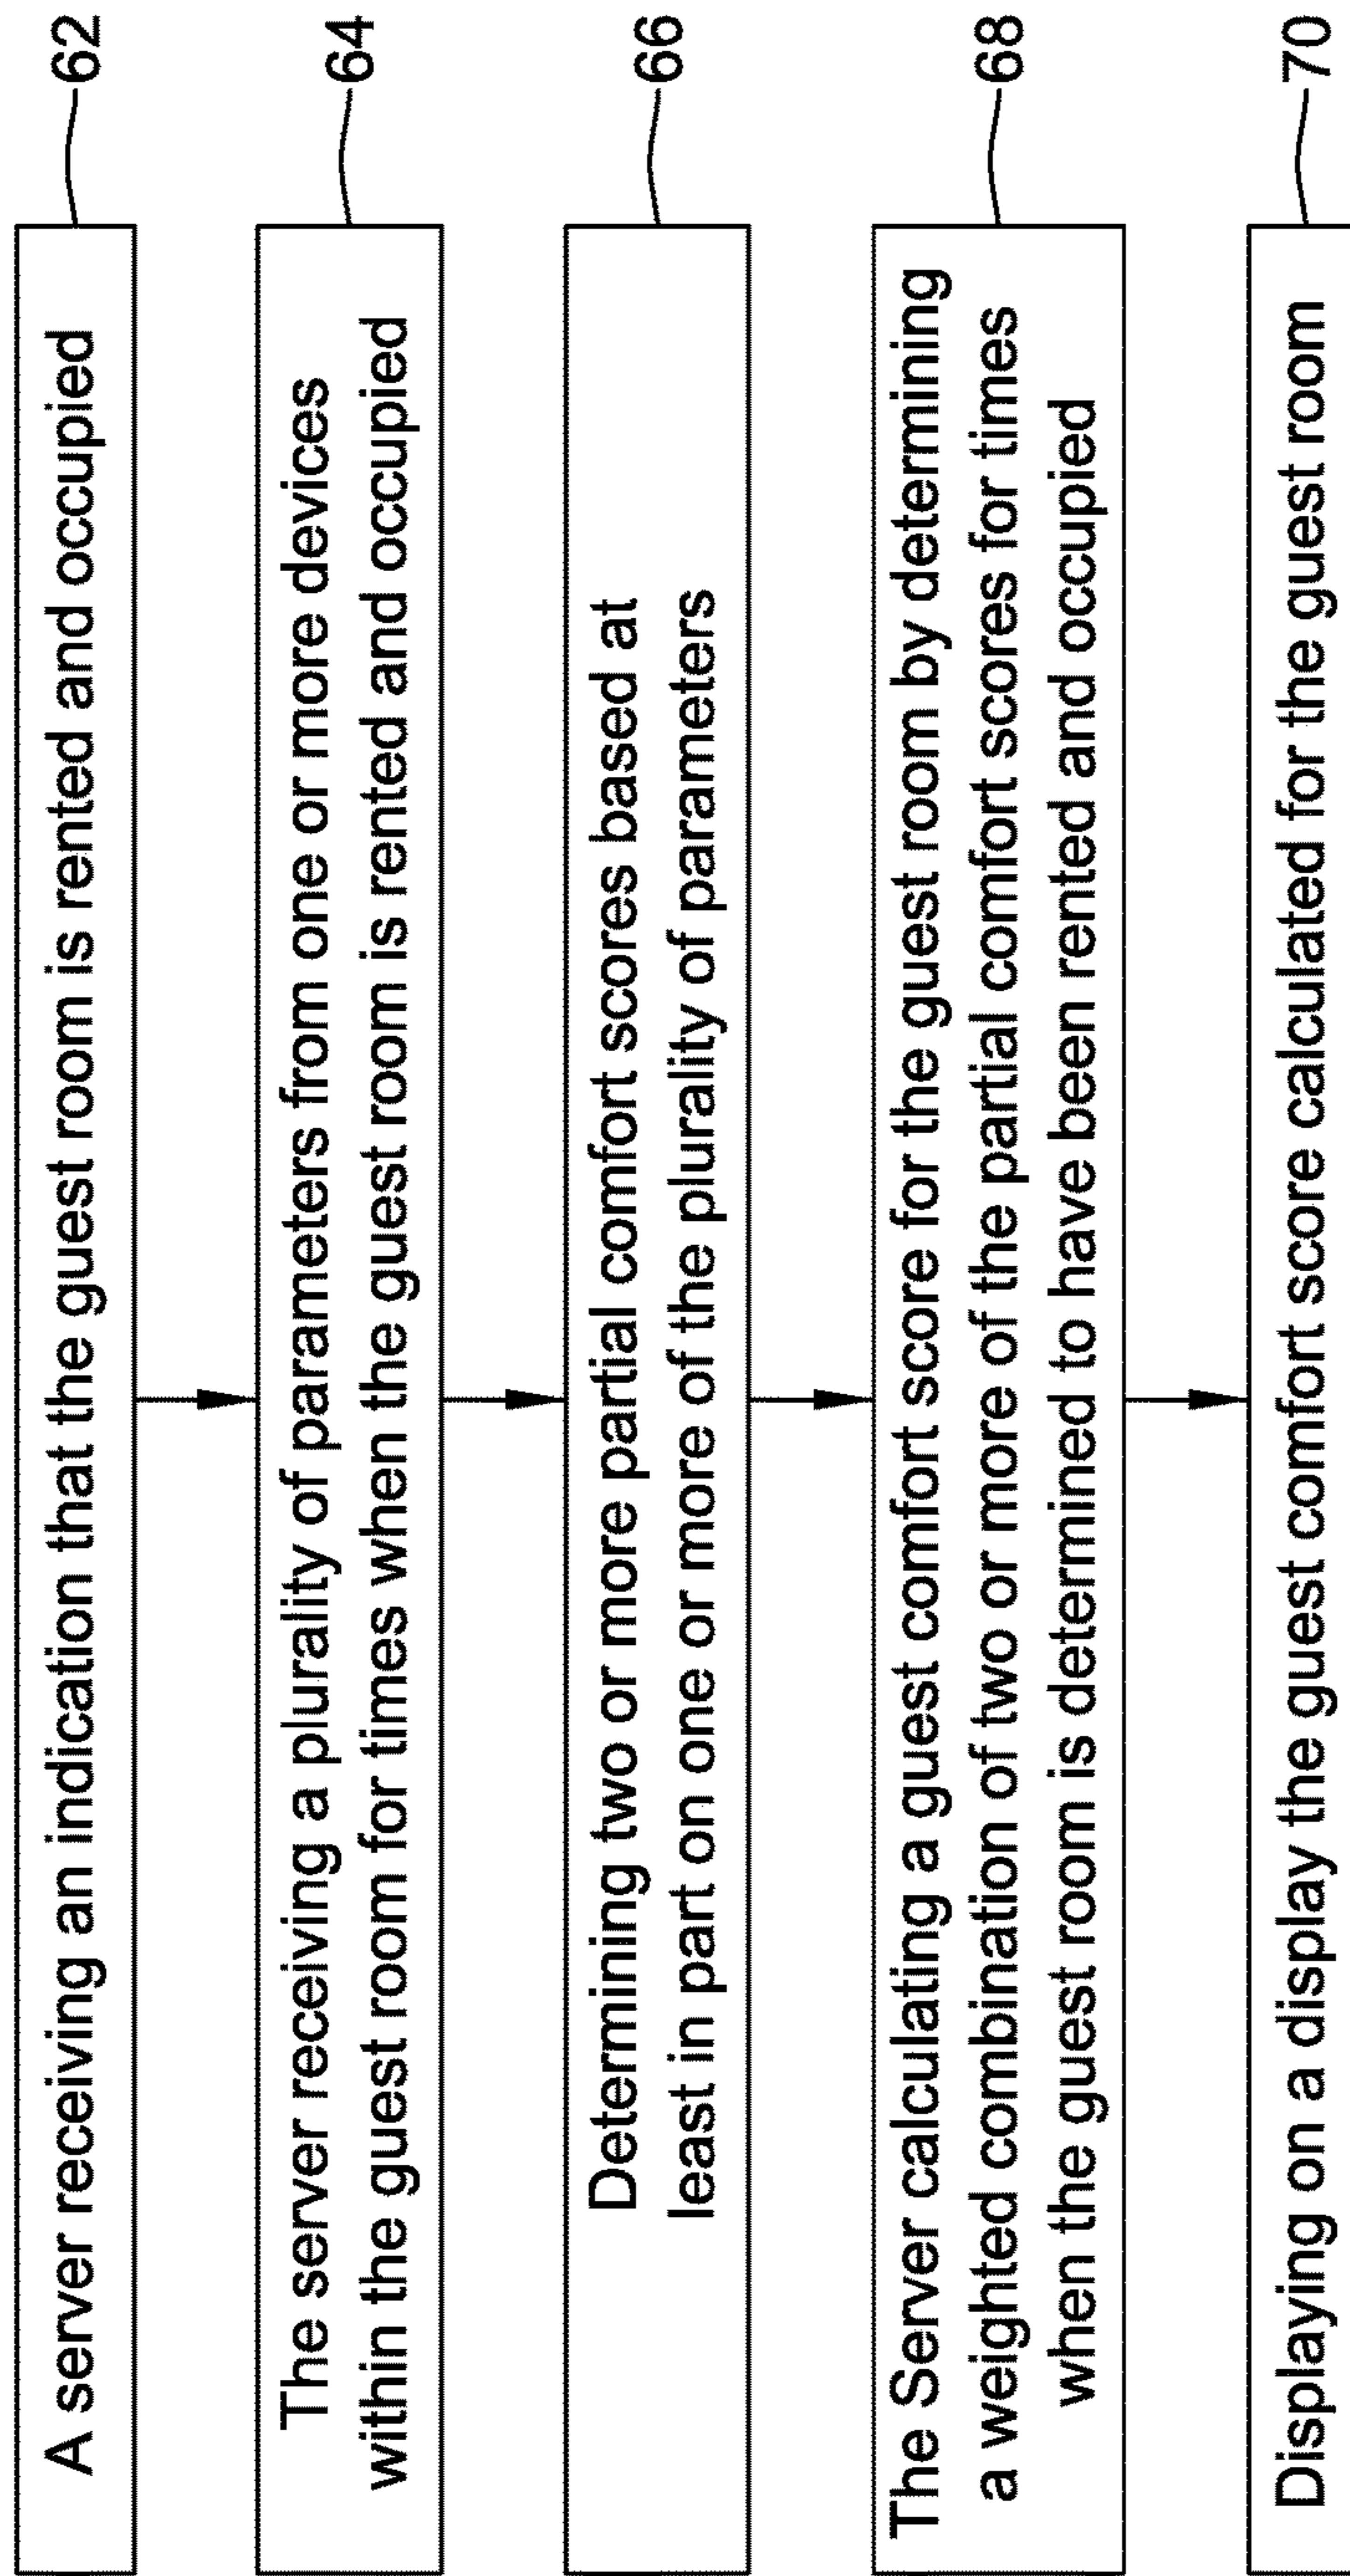 A server receiving an indication that the guest room is rented and occupied
62
The server receiving a plurality of parameters from one or more devices
within the guest room for times when the guest room is rented and occupied
64
Determining two or more partial comfort scores based at
least in part on one or more of the plurality of parameters
66
The Server calculating a guest comfort score for the guest room by determining
a weighted combination of two or more of the partial comfort scores for times
when the guest room is determined to have been rented and occupied
68
Displaying on a display the guest comfort score calculated for the guest room
70